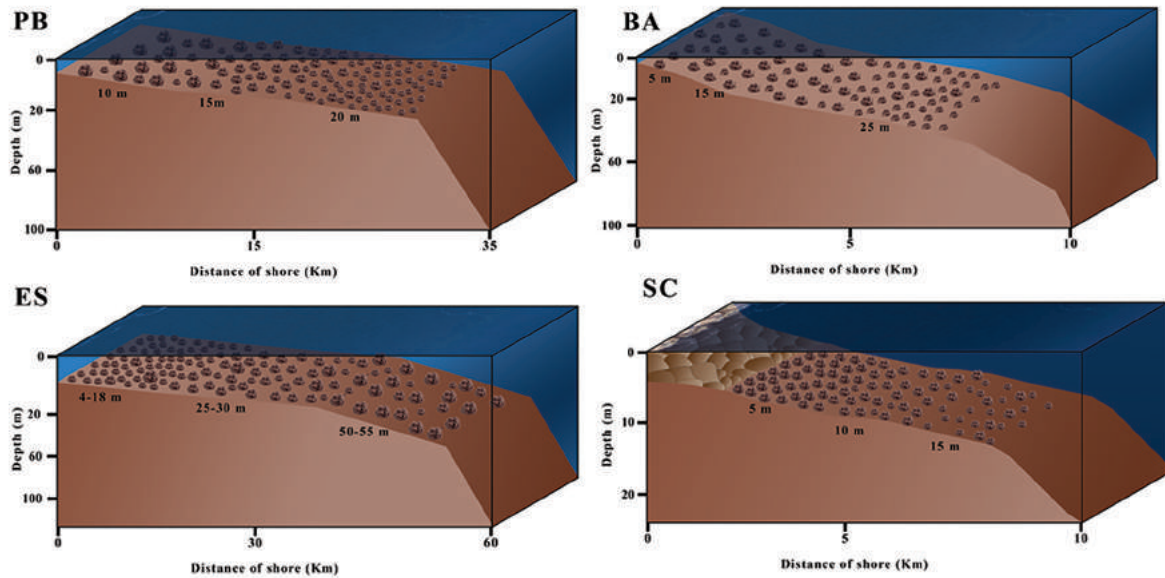 PB
0
20
60
100
Depth (m)
10 m
15m
20 m
0
15
35
Distance of shore (Km)
BA
0
20
60
100
Depth (m)
5 m
15 m
25 m
0
5
10
Distance of shore (Km)
ES
0
20
60
100
Depth (m)
4-18 m
25-30 m
50-55 m
0
30
60
Distance of shore (Km)
SC
0
10
20
Depth (m)
5 m
10 m
15 m
0
5
10
Distance of shore (Km)